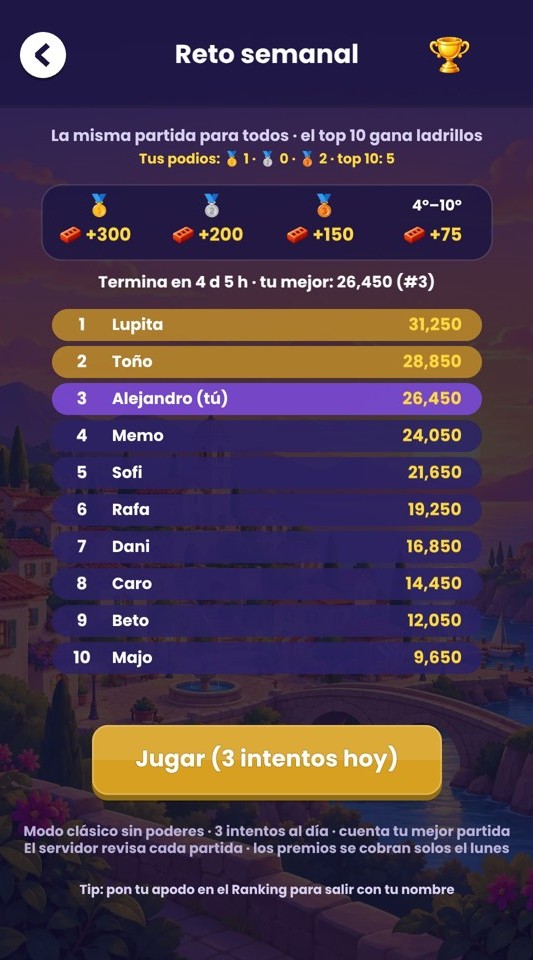 Reto semanal
La misma partida para todos · el top 10 gana ladrillos
Tus podios: 🥇 1 · 🥈 0 · 🥉 2 · top 10: 5
4º–10º
+300 +200 +150 +75
Termina en 4 d 5 h · tu mejor: 26,450 (#3)
1 Lupita 31,250
2 Toño 28,850
3 Alejandro (tú) 26,450
4 Memo 24,050
5 Sofi 21,650
6 Rafa 19,250
7 Dani 16,850
8 Caro 14,450
9 Beto 12,050
10 Majo 9,650
Jugar (3 intentos hoy)
Modo clásico sin poderes · 3 intentos al día · cuenta tu mejor partida
El servidor revisa cada partida · los premios se cobran solos el lunes
Tip: pon tu apodo en el Ranking para salir con tu nombre